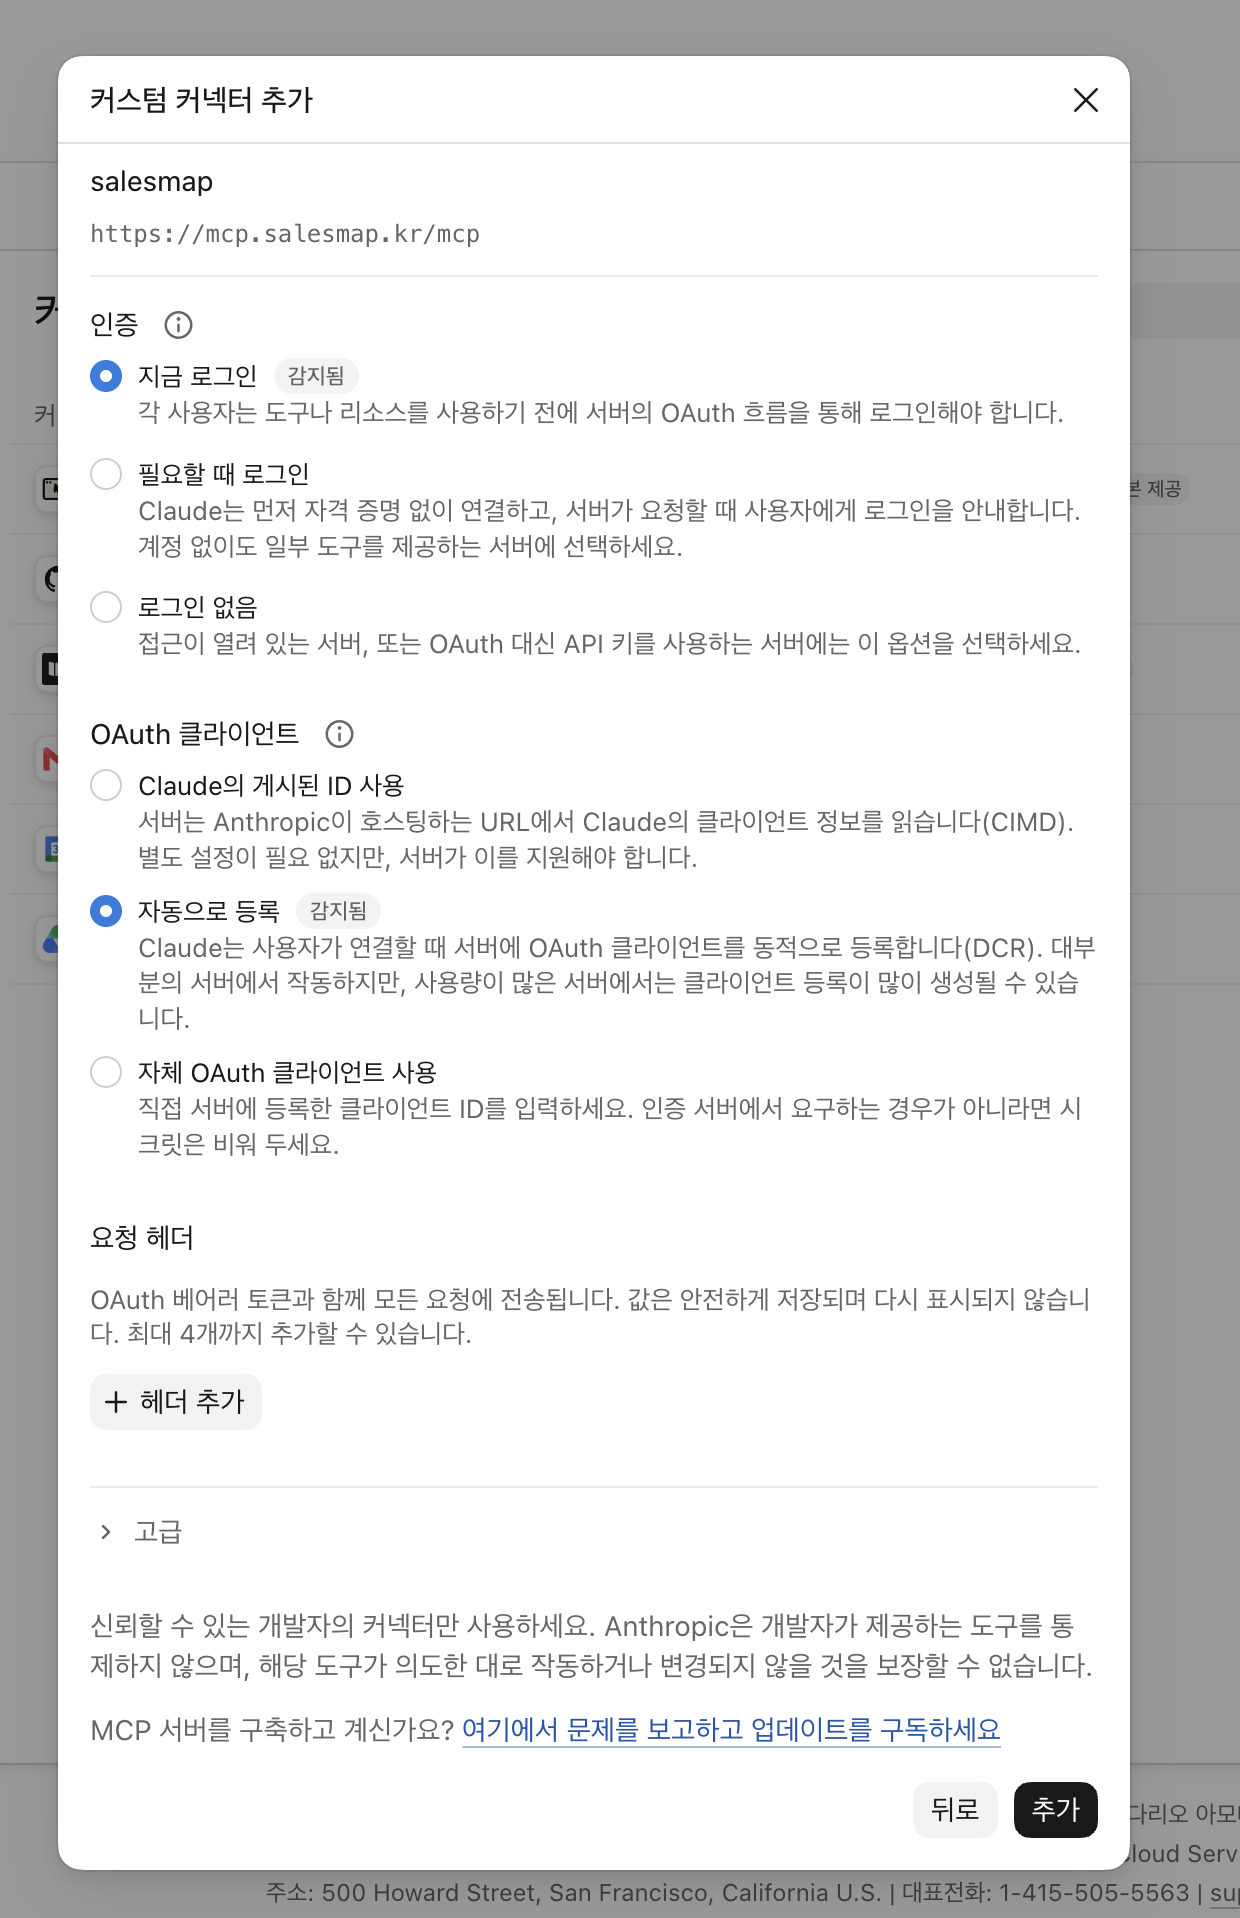 커스텀 커넥터 추가
salesmap
https://mcp.salesmap.kr/mcp
인증
지금 로그인 감지됨
각 사용자는 도구나 리소스를 사용하기 전에 서버의 OAuth 흐름을 통해 로그인해야 합니다.
필요할 때 로그인
Claude는 먼저 자격 증명 없이 연결하고, 서버가 요청할 때 사용자에게 로그인을 안내합니다.
계정 없이도 일부 도구를 제공하는 서버에 선택하세요.
로그인 없음
접근이 열려 있는 서버, 또는 OAuth 대신 API 키를 사용하는 서버에는 이 옵션을 선택하세요.
OAuth 클라이언트
Claude의 게시된 ID 사용
서버는 Anthropic이 호스팅하는 URL에서 Claude의 클라이언트 정보를 읽습니다(CIMD).
별도 설정이 필요 없지만, 서버가 이를 지원해야 합니다.
자동으로 등록 감지됨
Claude는 사용자가 연결할 때 서버에 OAuth 클라이언트를 동적으로 등록합니다(DCR). 대부
분의 서버에서 작동하지만, 사용량이 많은 서버에서는 클라이언트 등록이 많이 생성될 수 있습
니다.
자체 OAuth 클라이언트 사용
직접 서버에 등록한 클라이언트 ID를 입력하세요. 인증 서버에서 요구하는 경우가 아니라면 시
크릿은 비워 두세요.
요청 헤더
OAuth 베어러 토큰과 함께 모든 요청에 전송됩니다. 값은 안전하게 저장되며 다시 표시되지 않습니
다. 최대 4개까지 추가할 수 있습니다.
헤더 추가
고급
신뢰할 수 있는 개발자의 커넥터만 사용하세요. Anthropic은 개발자가 제공하는 도구를 통
제하지 않으며, 해당 도구가 의도한 대로 작동하거나 변경되지 않을 것을 보장할 수 없습니다.
MCP 서버를 구축하고 계신가요? 여기에서 문제를 보고하고 업데이트를 구독하세요
뒤로 추가
커
제공
다리오
Serv
주소: 500 Howard Street, San Francisco, California U.S. | 대표전화: 1-415-505-5563 |